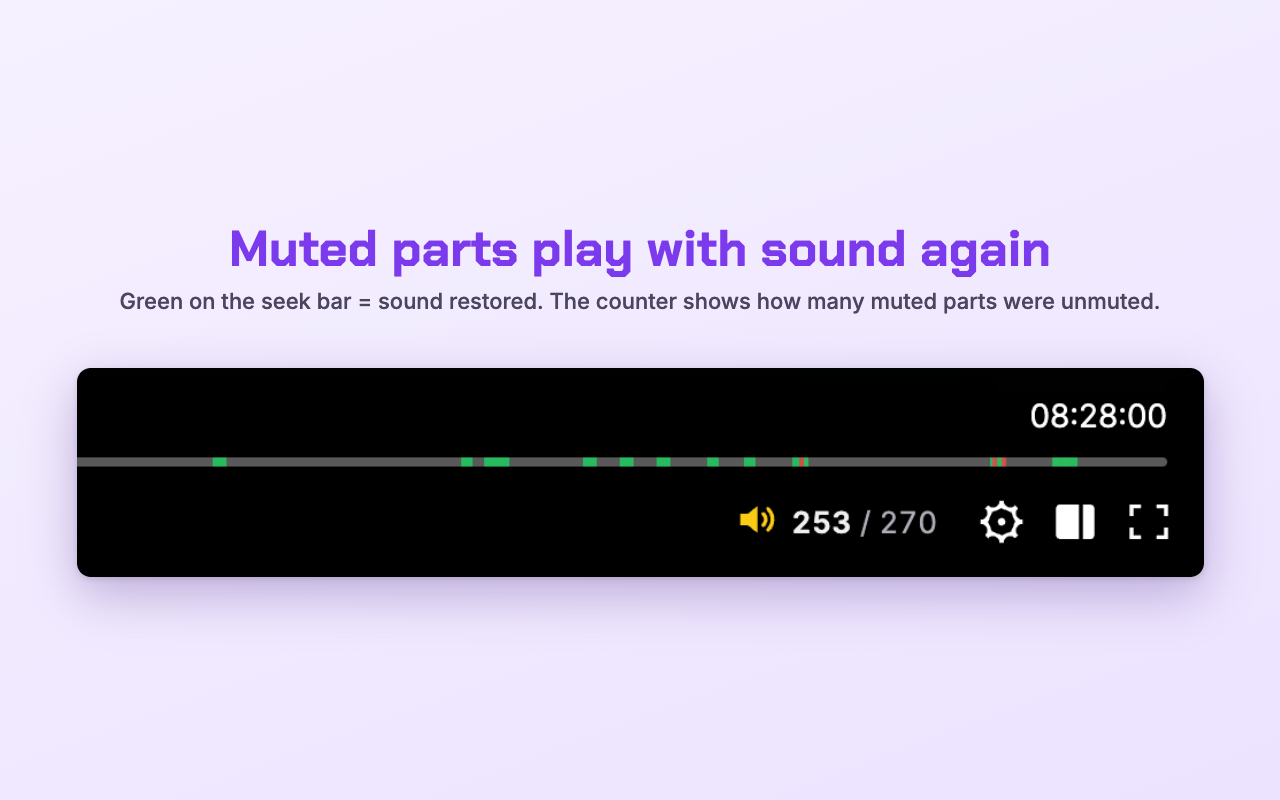 Muted parts play with sound again
Green on the seek bar = sound restored. The counter shows how many muted parts were unmuted.
08:28:00
253 / 270